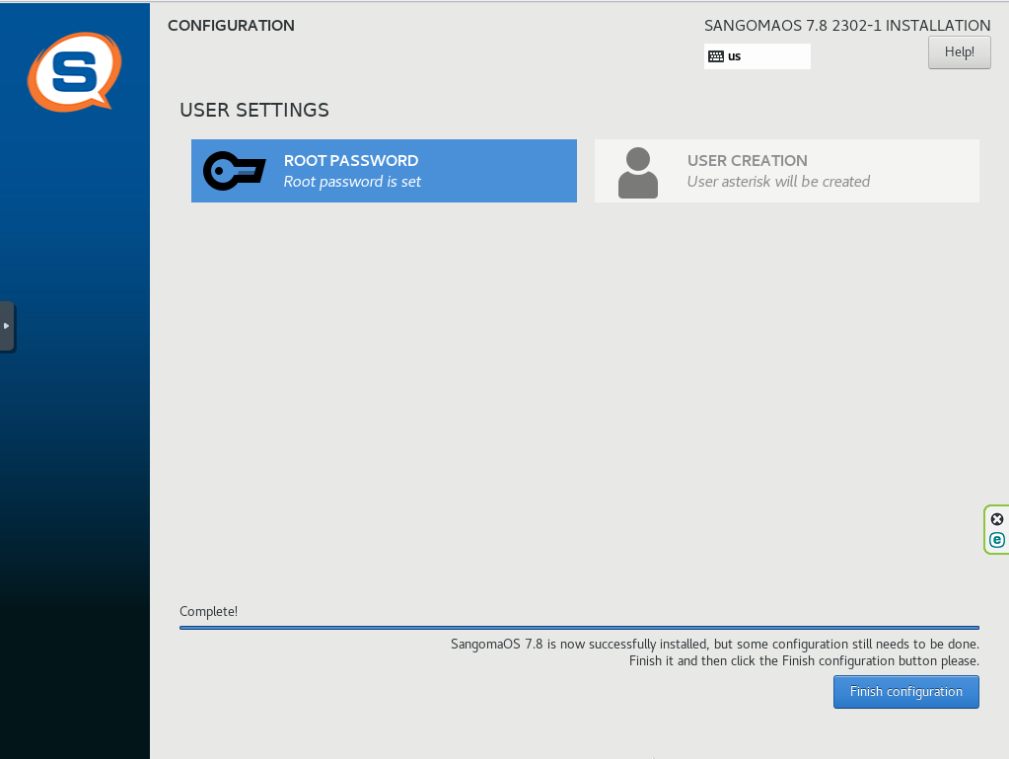 CONFIGURATION
SANGOMAOS 7.8 2302-1 INSTALLATION
us
Help!
S
USER SETTINGS
ROOT PASSWORD
Root password is set
USER CREATION
User asterisk will be created
e
Complete!
SangomaOS 7.8 is now successfully installed, but some configuration still needs to be done.
Finish it and then click the Finish configuration button please.
Finish configuration